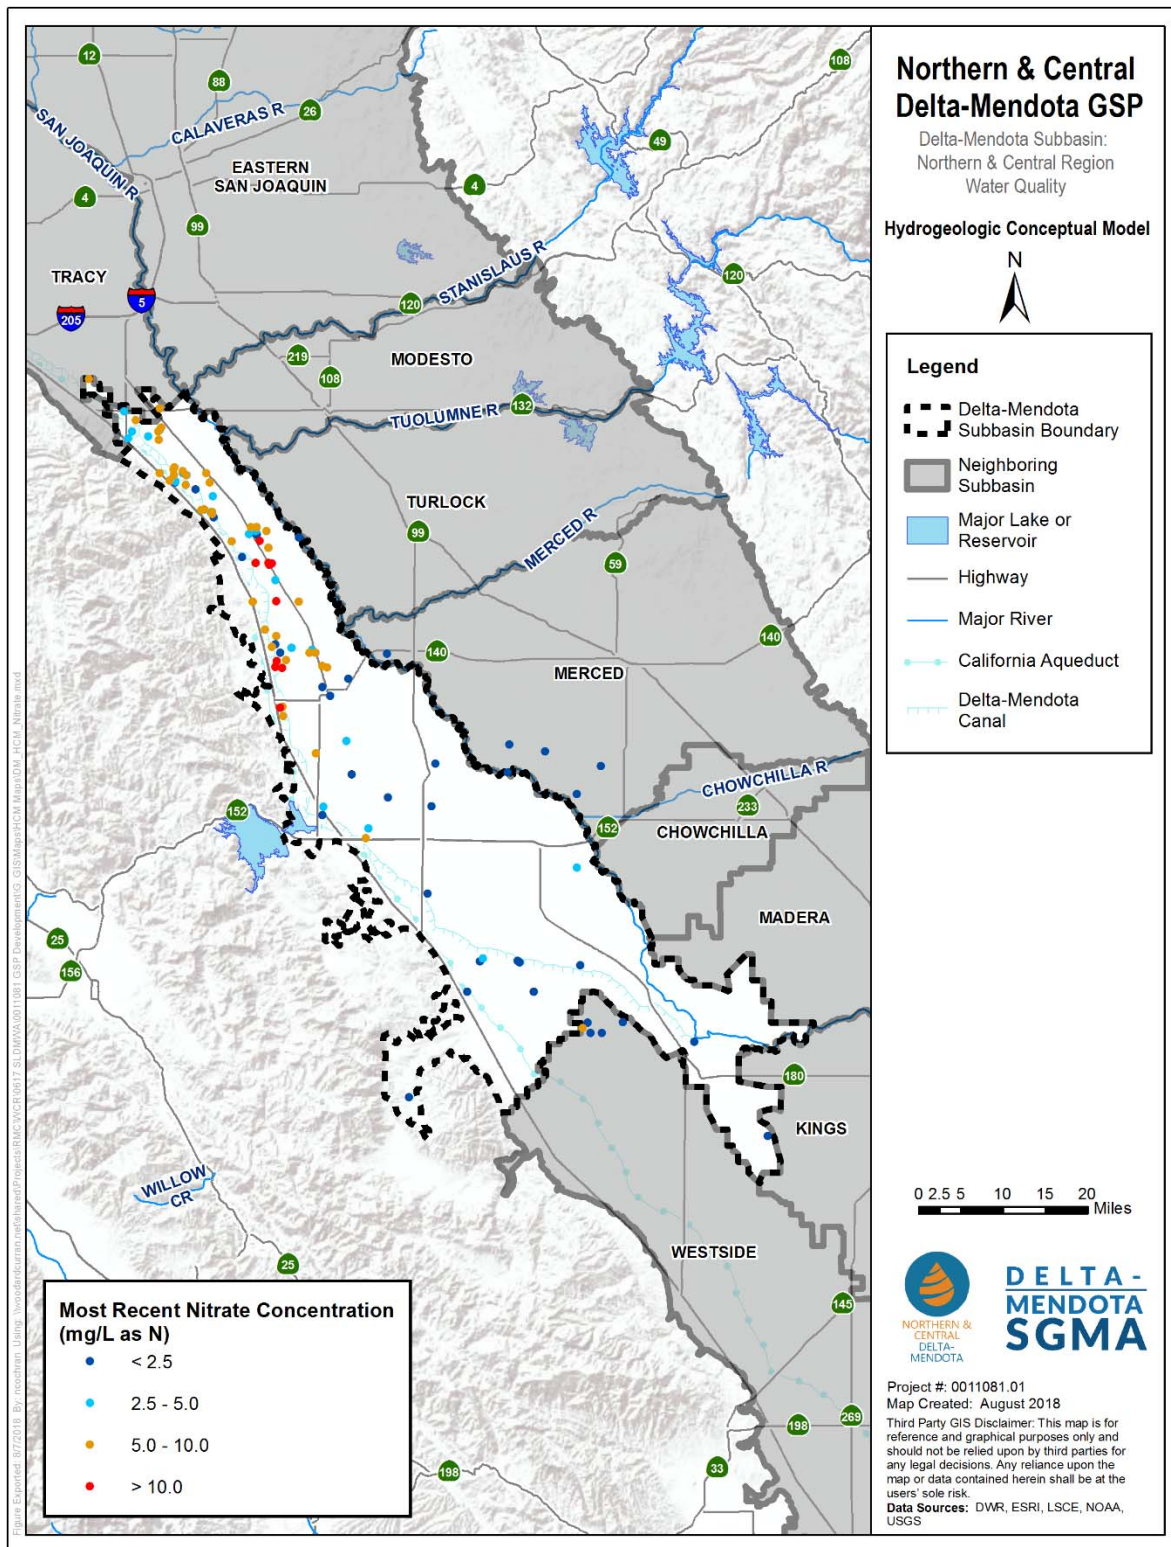 Northern & Central
Delta-Mendota GSP
Delta-Mendota Subbasin:
Northern & Central Region
Water Quality
Hydrogeologic Conceptual Model
N
Legend
Delta-Mendota
Subbasin Boundary
Neighboring
Subbasin
Major Lake or
Reservoir
Highway
Major River
California Aqueduct
Delta-Mendota
Canal
0 2.5 5 10 15 20
Miles
NORTHERN &
CENTRAL
DELTA-
MENDOTA
DELTA-
MENDOTA
SGMA
Project #: 0011081.01
Map Created: August 2018
Third Party GIS Disclaimer: This map is for
reference and graphical purposes only and
should not be relied upon by third parties for
any legal decisions. Any reliance upon the
map or data contained herein shall be at the
users' sole risk.
Data Sources: DWR, ESRI, LSCE, NOAA,
USGS
12
88
26
108
49
SAN JOAQUIN R
CALAVERAS R
EASTERN
SAN JOAQUIN
4
4
99
TRACY
5
205
STANISLAUS R
120
120
219
108
MODESTO
TUOLUMNE R
132
TURLOCK
99
MERCED R
59
140
140
MERCED
CHOWCHILLA R
233
152
152
CHOWCHILLA
MADERA
25
156
180
KINGS
WILLOW
CR
25
WESTSIDE
145
198
269
33
198
Most Recent Nitrate Concentration
(mg/L as N)
< 2.5
2.5 - 5.0
5.0 - 10.0
> 10.0